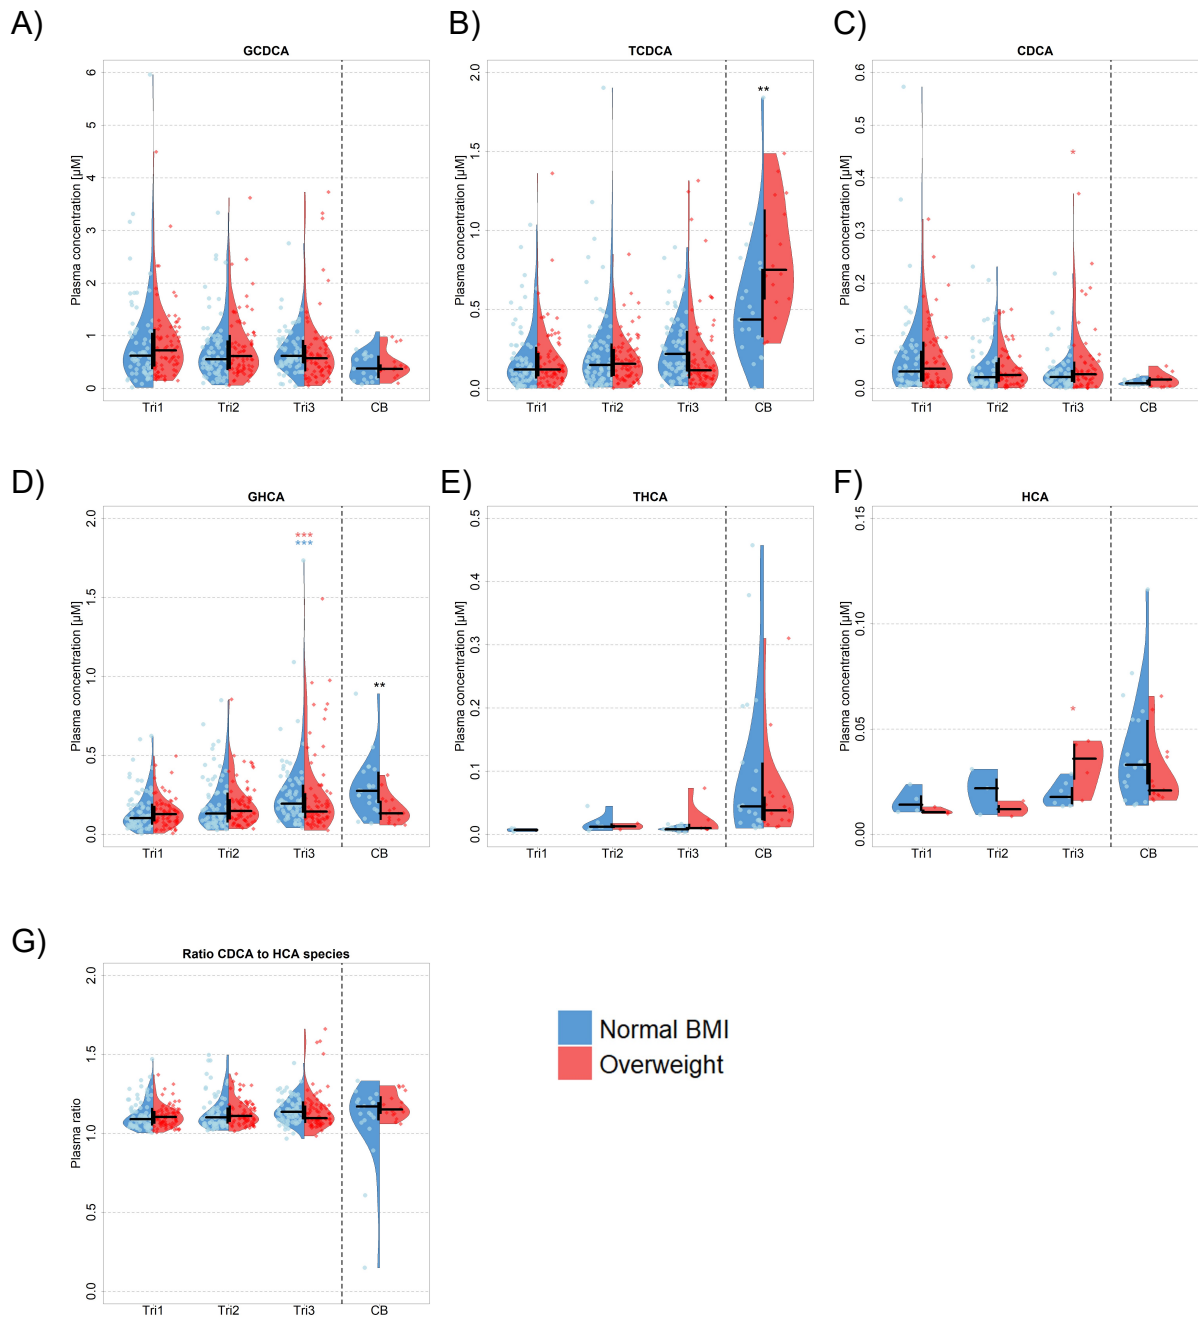 A)
GCDCA
Plasma concentration [µM]
6
5
4
3
2
1
0
Tri1 Tri2 Tri3 CB
B)
TCDCA
Plasma concentration [µM]
2.0
1.5
1.0
0.5
0.0
**
Tri1 Tri2 Tri3 CB
C)
CDCA
Plasma concentration [µM]
0.6
0.5
0.4
0.3
0.2
0.1
0.0
*
Tri1 Tri2 Tri3 CB
D)
GHCA
Plasma concentration [µM]
2.0
1.5
1.0
0.5
0.0
***
***
**
Tri1 Tri2 Tri3 CB
E)
THCA
Plasma concentration [µM]
0.5
0.4
0.3
0.2
0.1
0.0
Tri1 Tri2 Tri3 CB
F)
HCA
Plasma concentration [µM]
0.15
0.10
0.05
0.00
*
Tri1 Tri2 Tri3 CB
G)
Ratio CDCA to HCA species
Plasma ratio
2.0
1.5
1.0
0.5
0.0
Tri1 Tri2 Tri3 CB
Normal BMI
Overweight